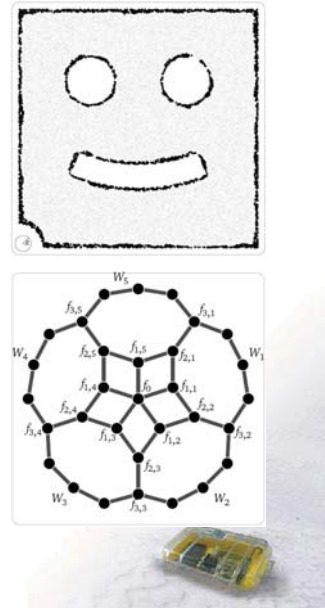 W₅
f₃,₅ f₃,₁
W₄ f₂,₅ f₁,₅ f₂,₁ W₁
f₁,₄ f₀ f₁,₁
f₂,₄ f₂,₂
f₃,₄ f₁,₃ f₁,₂ f₃,₂
f₂,₃
W₃ f₃,₃ W₂